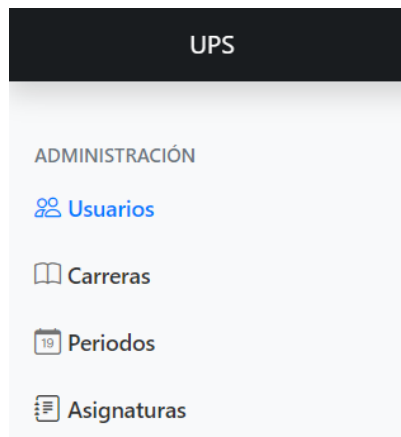 UPS
ADMINISTRACIÓN
Usuarios
Carreras
19 Periodos
Asignaturas